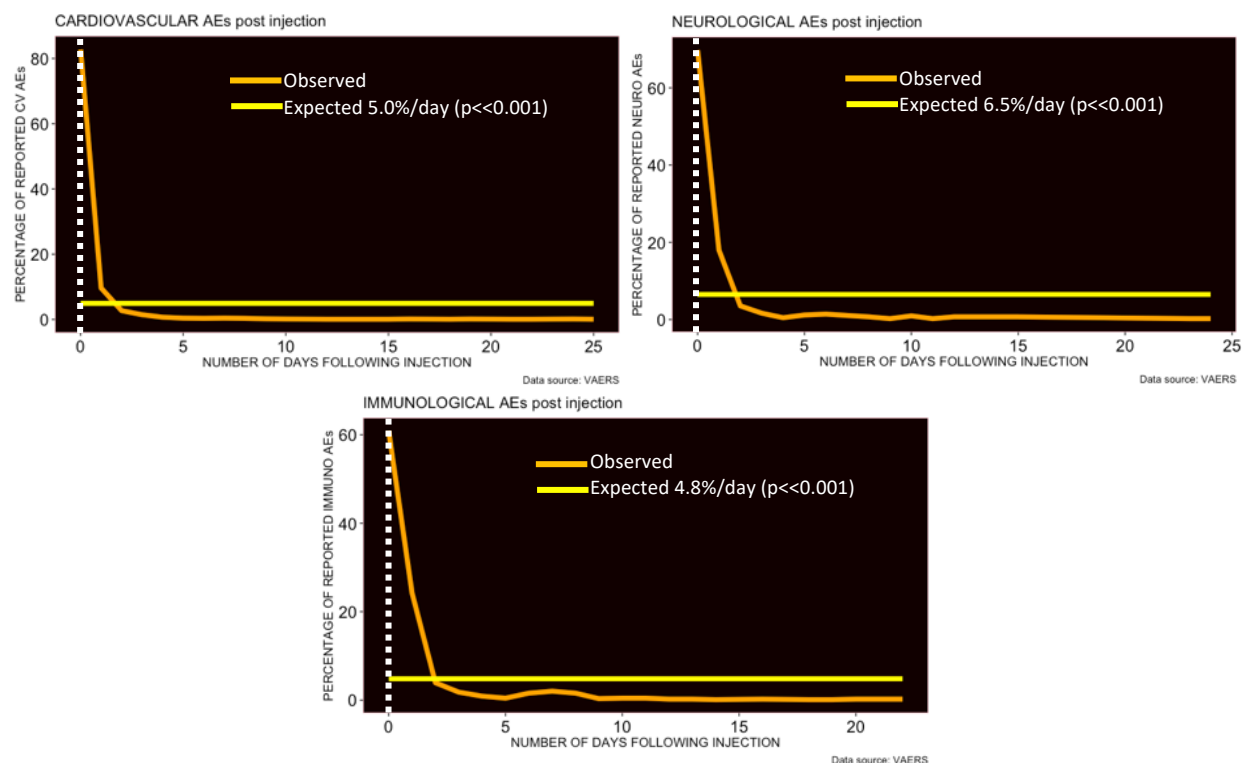 CARDIOVASCULAR AEs post injection
PERCENTAGE OF REPORTED CV AEs
80
60
40
20
0
Observed
Expected 5.0%/day (p<<0.001)
0 5 10 15 20 25
NUMBER OF DAYS FOLLOWING INJECTION
Data source: VAERS
NEUROLOGICAL AEs post injection
PERCENTAGE OF REPORTED NEURO AEs
60
40
20
0
Observed
Expected 6.5%/day (p<<0.001)
0 5 10 15 20 25
NUMBER OF DAYS FOLLOWING INJECTION
Data source: VAERS
IMMUNOLOGICAL AEs post injection
PERCENTAGE OF REPORTED IMMUNO AEs
60
40
20
0
Observed
Expected 4.8%/day (p<<0.001)
0 5 10 15 20
NUMBER OF DAYS FOLLOWING INJECTION
Data source: VAERS